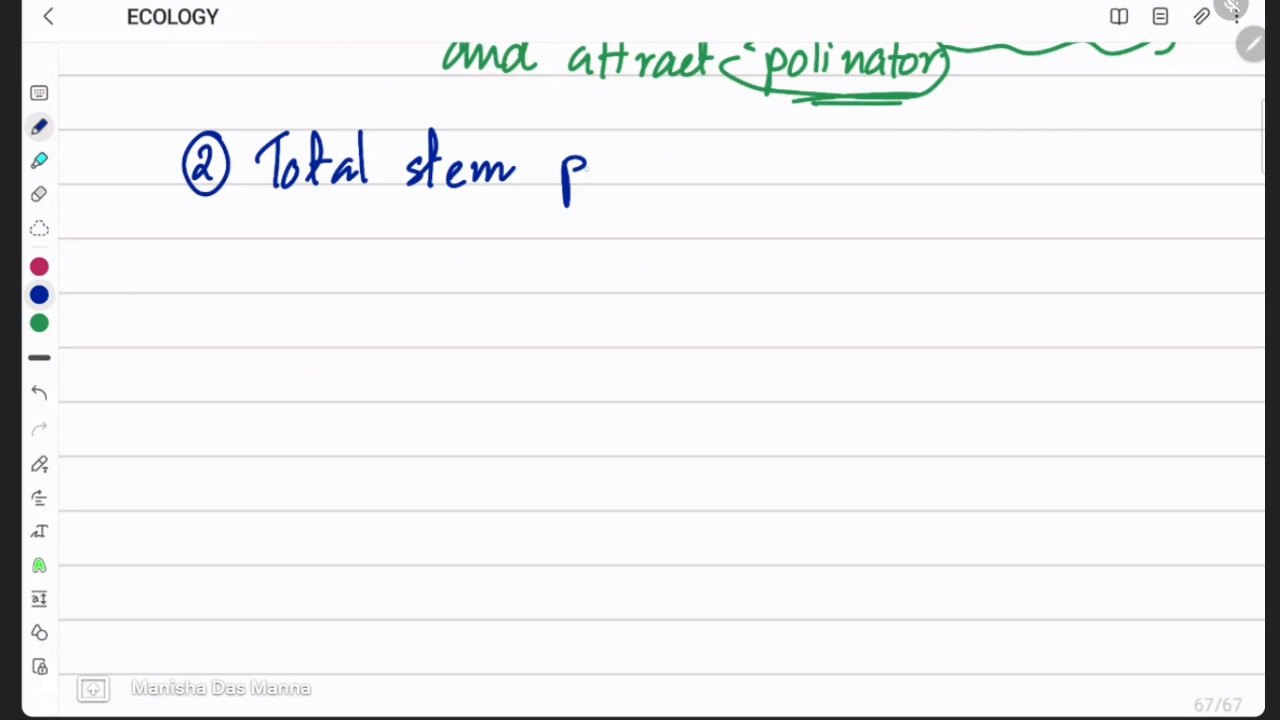 ECOLOGY
and attract "polinator"
② Total stem p
Manisha Das Manna
67/67